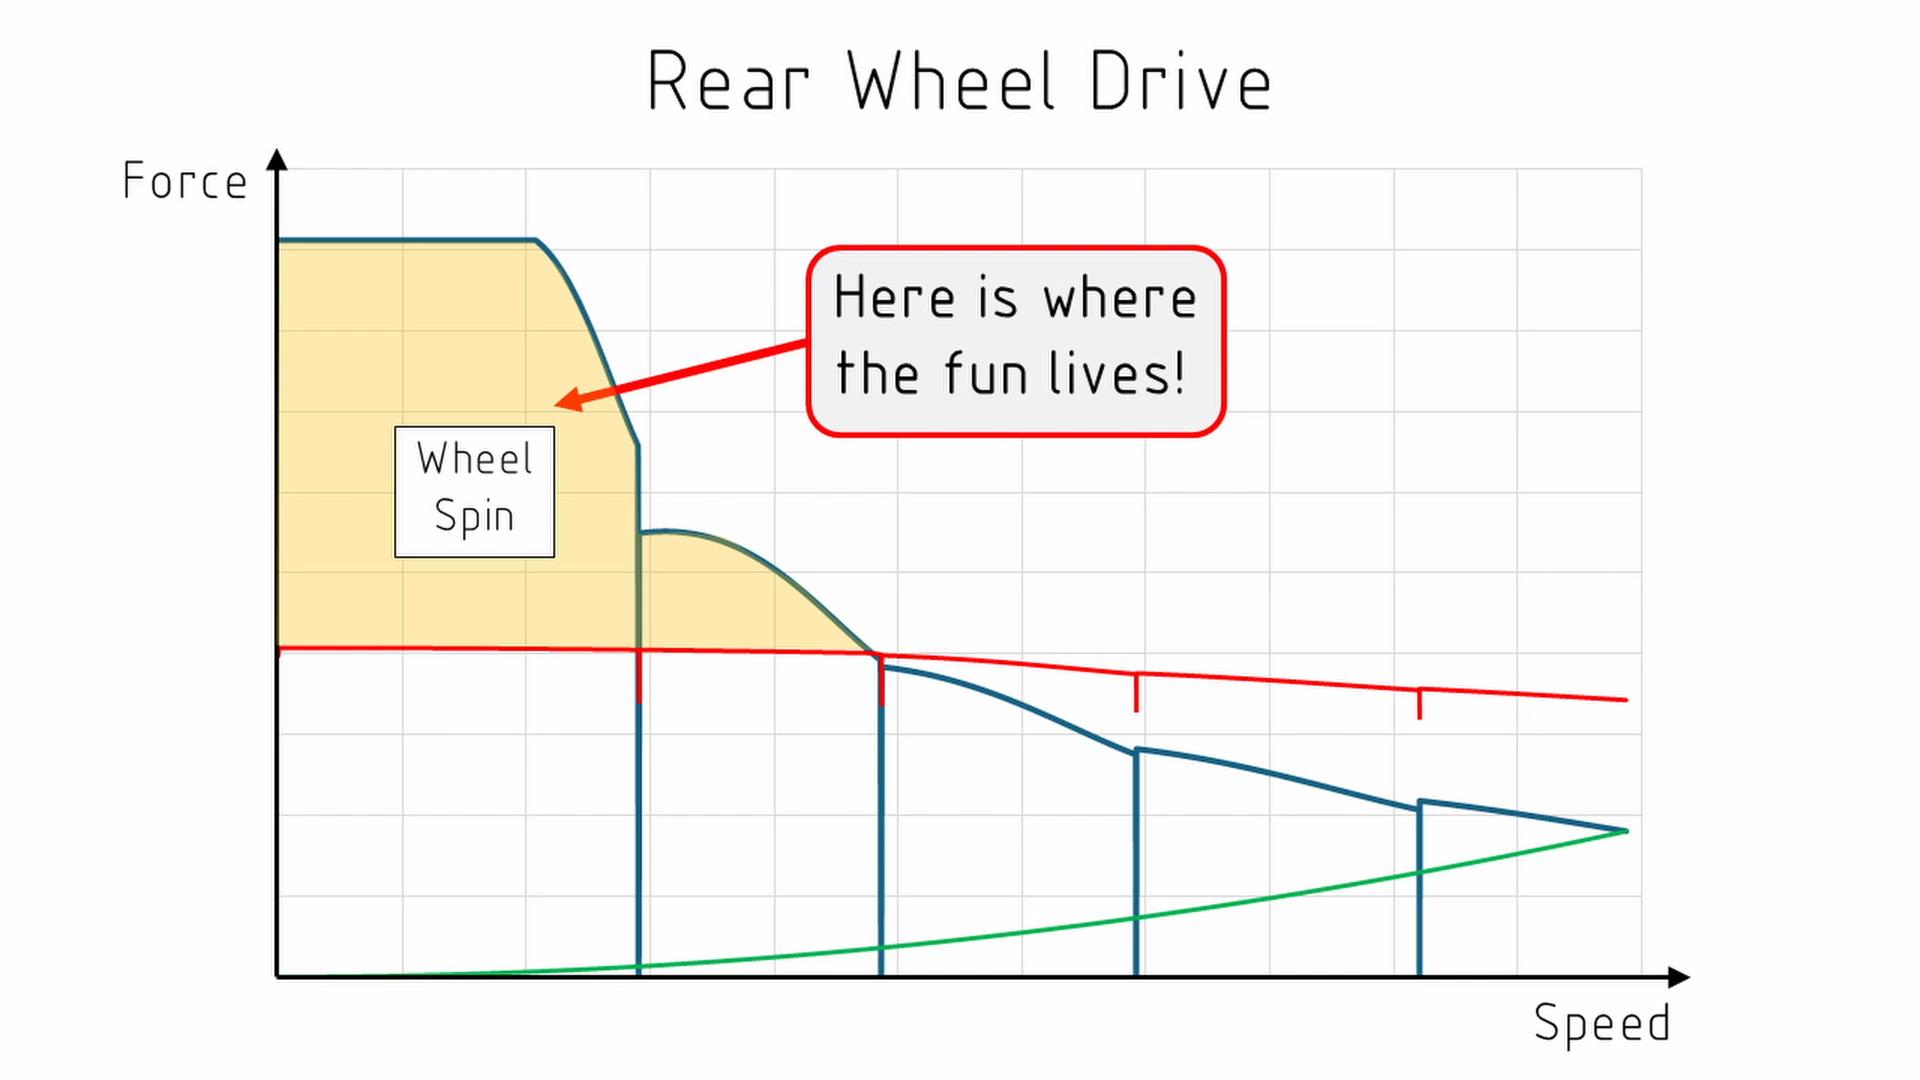 Rear Wheel Drive
Force
Here is where
the fun lives!
Wheel
Spin
Speed